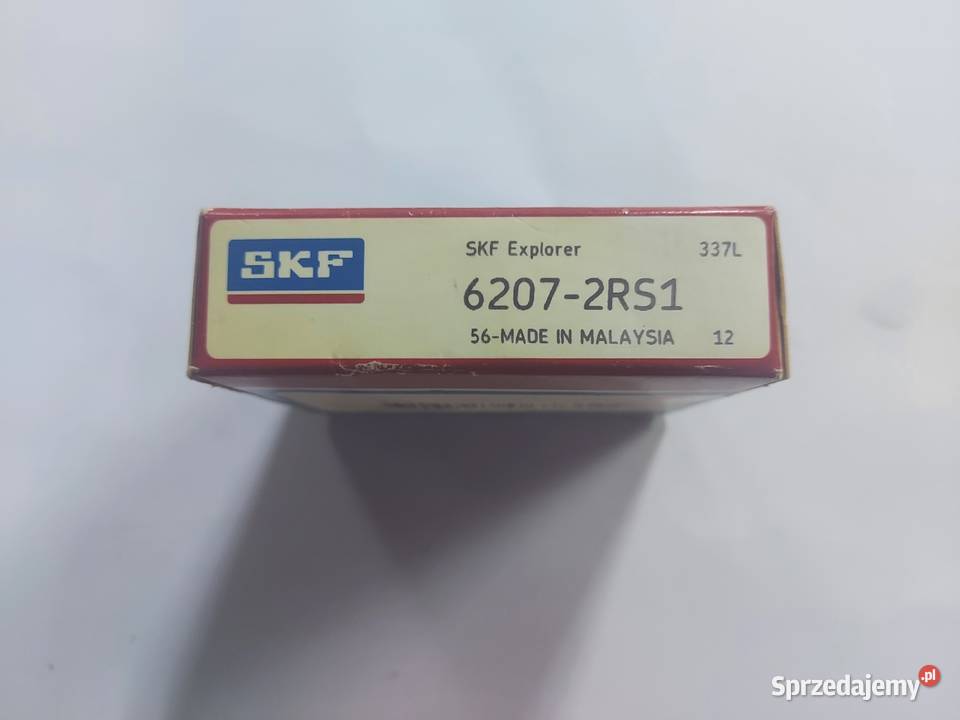 SKF
SKF Explorer 337L
6207-2RS1
56-MADE IN MALAYSIA 12
Sprzedajemy.pl